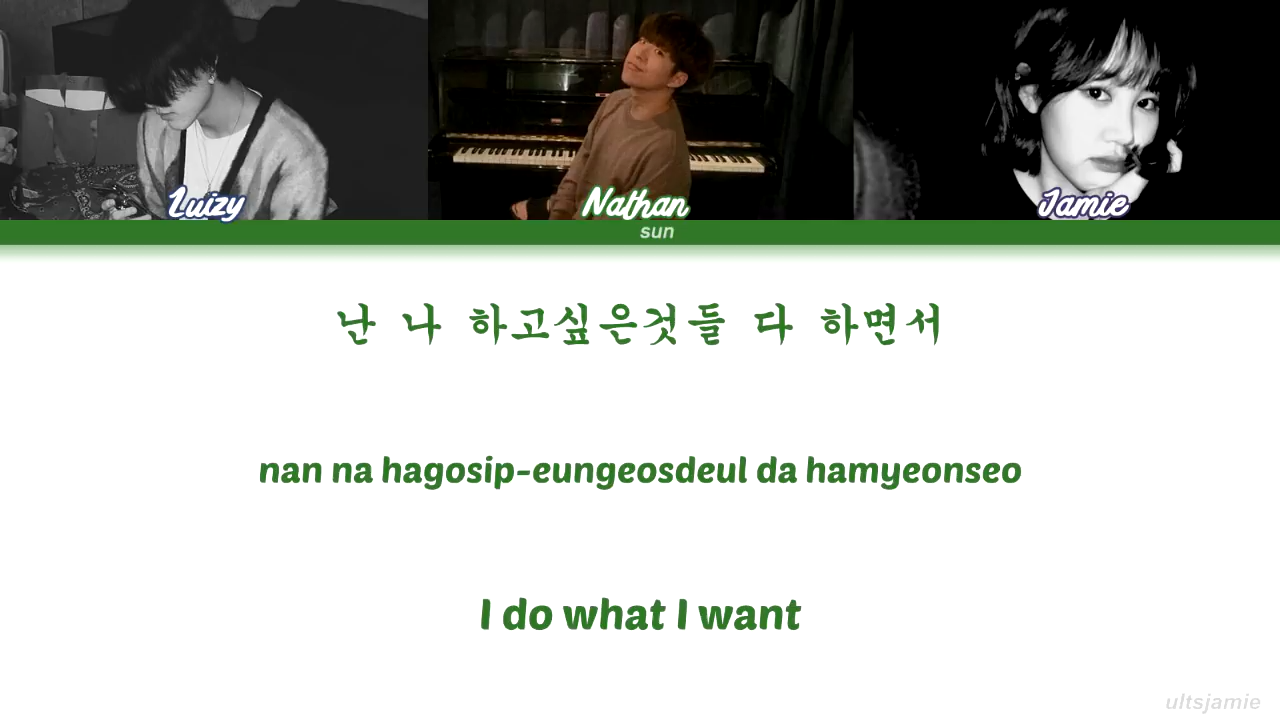 Luizy
Nathan
Jamie
sun
난 나 하고싶은것들 다 하면서
nan na hagosip-eungeosdeul da hamyeonseo
I do what I want
ultsjamie